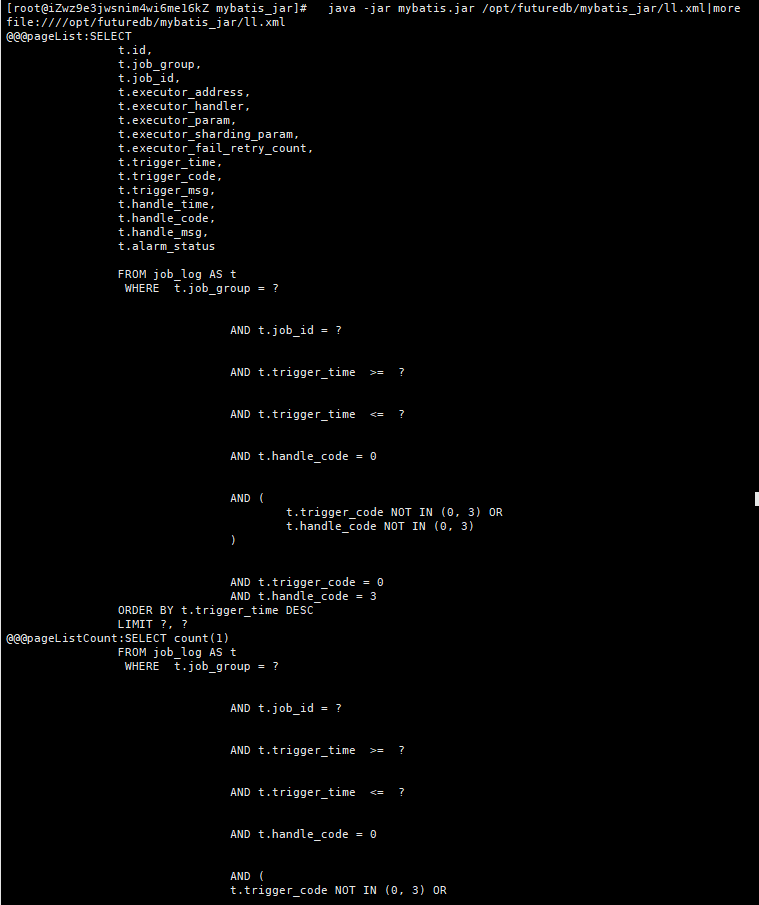 [root@iZwz9e3jwsnim4wi6me16kZ mybatis_jar]#   java -jar mybatis.jar /opt/futuredb/mybatis_jar/ll.xml|more
file:////opt/futuredb/mybatis_jar/ll.xml
@@@pageList:SELECT
t.id,
t.job_group,
t.job_id,
t.executor_address,
t.executor_handler,
t.executor_param,
t.executor_sharding_param,
t.executor_fail_retry_count,
t.trigger_time,
t.trigger_code,
t.trigger_msg,
t.handle_time,
t.handle_code,
t.handle_msg,
t.alarm_status
FROM job_log AS t
WHERE  t.job_group = ?
AND t.job_id = ?
AND t.trigger_time  >=  ?
AND t.trigger_time  <=  ?
AND t.handle_code = 0
AND (
t.trigger_code NOT IN (0, 3) OR
t.handle_code NOT IN (0, 3)
)
AND t.trigger_code = 0
AND t.handle_code = 3
ORDER BY t.trigger_time DESC
LIMIT ?, ?
@@@pageListCount:SELECT count(1)
FROM job_log AS t
WHERE  t.job_group = ?
AND t.job_id = ?
AND t.trigger_time  >=  ?
AND t.trigger_time  <=  ?
AND t.handle_code = 0
AND (
t.trigger_code NOT IN (0, 3) OR